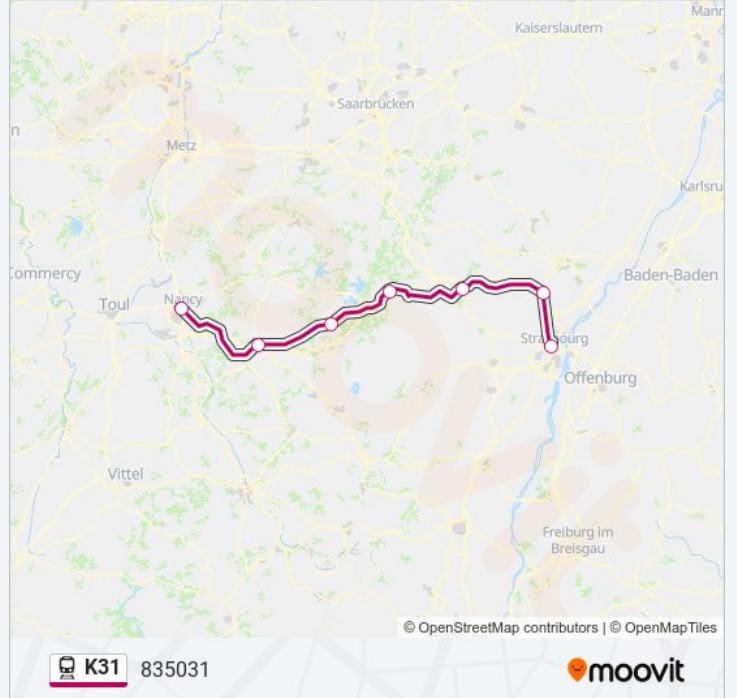 Mann
Kaiserslautern
Saarbrücken
n
Metz
Karlsru
Commercy
Toul
Nancy
Baden-Baden
Strasbourg
Offenburg
Vittel
Freiburg im
Breisgau
© OpenStreetMap contributors | © OpenMapTiles
K31 835031 moovit
moovit